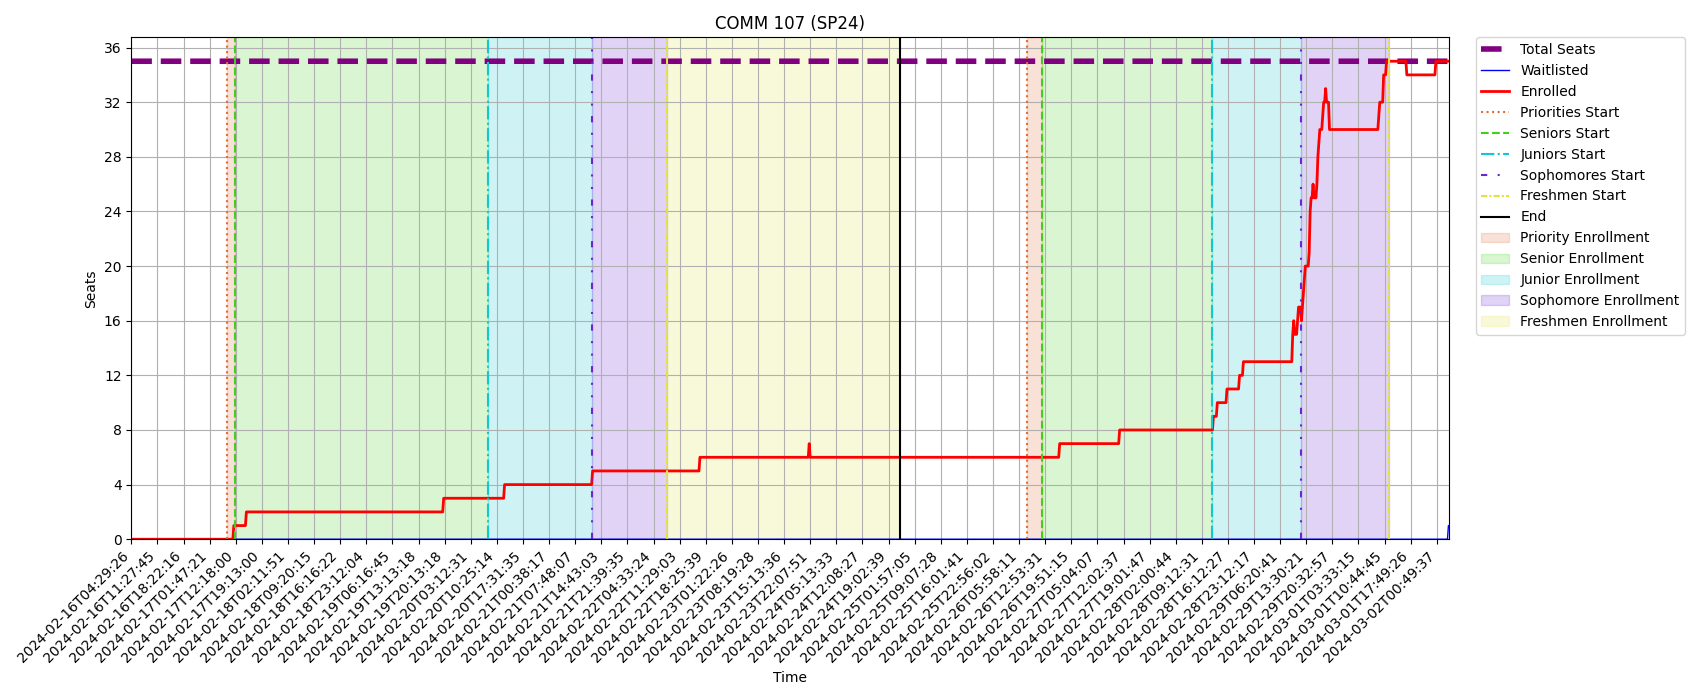 COMM 107 (SP24)
Seats
36
32
28
24
20
16
12
8
4
0
2024-02-16T04:29:26
2024-02-16T11:27:45
2024-02-16T18:22:16
2024-02-17T01:47:21
2024-02-17T12:18:00
2024-02-17T19:13:00
2024-02-18T02:11:51
2024-02-18T09:20:15
2024-02-18T16:16:22
2024-02-18T23:12:04
2024-02-19T06:16:45
2024-02-19T13:13:18
2024-02-19T20:13:18
2024-02-20T03:12:31
2024-02-20T10:25:14
2024-02-20T17:31:35
2024-02-21T00:38:17
2024-02-21T07:48:07
2024-02-21T14:43:03
2024-02-21T21:39:35
2024-02-22T04:33:24
2024-02-22T11:29:03
2024-02-22T18:25:39
2024-02-23T01:22:26
2024-02-23T08:19:28
2024-02-23T15:13:36
2024-02-23T22:07:51
2024-02-24T05:13:33
2024-02-24T12:08:27
2024-02-24T19:02:39
2024-02-25T01:57:05
2024-02-25T09:07:28
2024-02-25T16:01:41
2024-02-25T22:56:02
2024-02-26T05:58:11
2024-02-26T12:53:31
2024-02-26T19:51:15
2024-02-27T05:04:07
2024-02-27T12:02:37
2024-02-27T19:01:47
2024-02-28T02:00:44
2024-02-28T09:12:31
2024-02-28T16:12:27
2024-02-28T23:12:17
2024-02-29T06:20:41
2024-02-29T13:30:21
2024-02-29T20:32:57
2024-03-01T03:33:15
2024-03-01T10:44:45
2024-03-01T17:49:26
2024-03-02T00:49:37
Time
Total Seats
Waitlisted
Enrolled
Priorities Start
Seniors Start
Juniors Start
Sophomores Start
Freshmen Start
End
Priority Enrollment
Senior Enrollment
Junior Enrollment
Sophomore Enrollment
Freshmen Enrollment